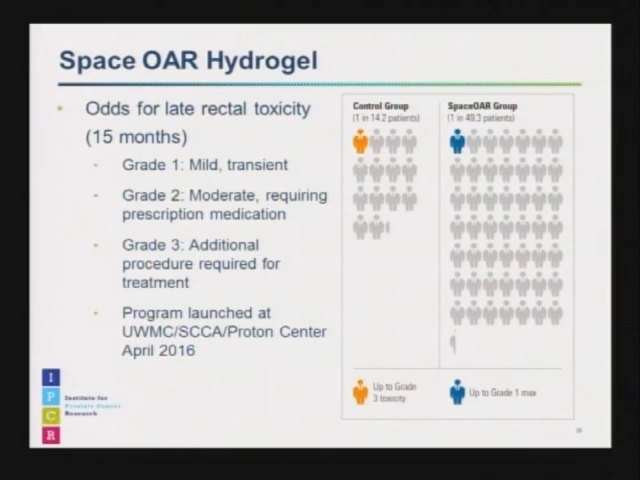 Space OAR Hydrogel
• Odds for late rectal toxicity
(15 months)
- Grade 1: Mild, transient
- Grade 2: Moderate, requiring
prescription medication
- Grade 3: Additional
procedure required for
treatment
- Program launched at
UWMC/SCCA/Proton Center
April 2016
Control Group
(1 in 14.2 patients)
SpaceOAR Group
(1 in 49.3 patients)
Up to Grade
3 toxicity
Up to Grade 1 max
I
P
C
R
Institute for
Prostate Cancer
Research